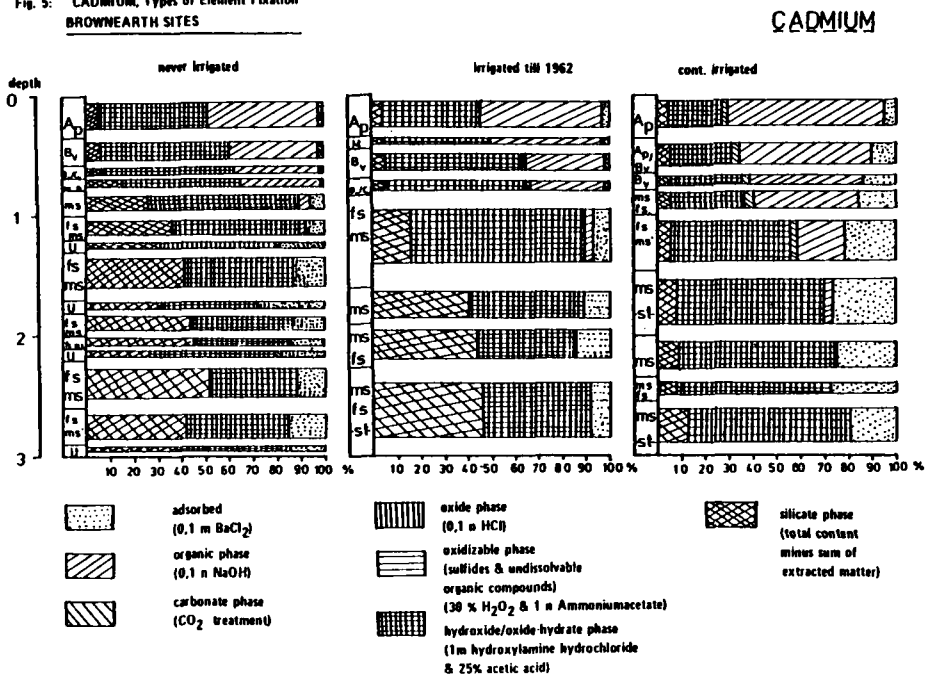 Fig. 5: CADMIUM, Types of Element Fixation
BROWNEARTH SITES
CADMIUM
never irrigated
irrigated till 1962
cont. irrigated
depth
0
1
2
3
Ap
Bv
ms
fs
ms
U
fs
ms
U
fs
ms
U
fs
ms
fs
ms'
U
Ap
Bv
fs
ms
ms
ms
fs
ms
fs
-st
Ap
Ap/
Bv
Bv
ms
fs
fs
ms'
ms
-st
ms
ms
fs
ms
-st
10 20 30 40 50 60 70 80 90 100 %
10 20 30 40 50 60 70 80 90 100 %
10 20 30 40 50 60 70 80 90 100 %
adsorbed
(0,1 m BaCl2)
organic phase
(0,1 n NaOH)
carbonate phase
(CO2 treatment)
oxide phase
(0,1 n HCl)
oxidizable phase
(sulfides & undissolvable
organic compounds)
(30 % H2O2 & 1 n Ammoniumacetate)
hydroxide/oxide-hydrate phase
(1m hydroxylamine hydrochloride
& 25% acetic acid)
silicate phase
(total content
minus sum of
extracted matter)